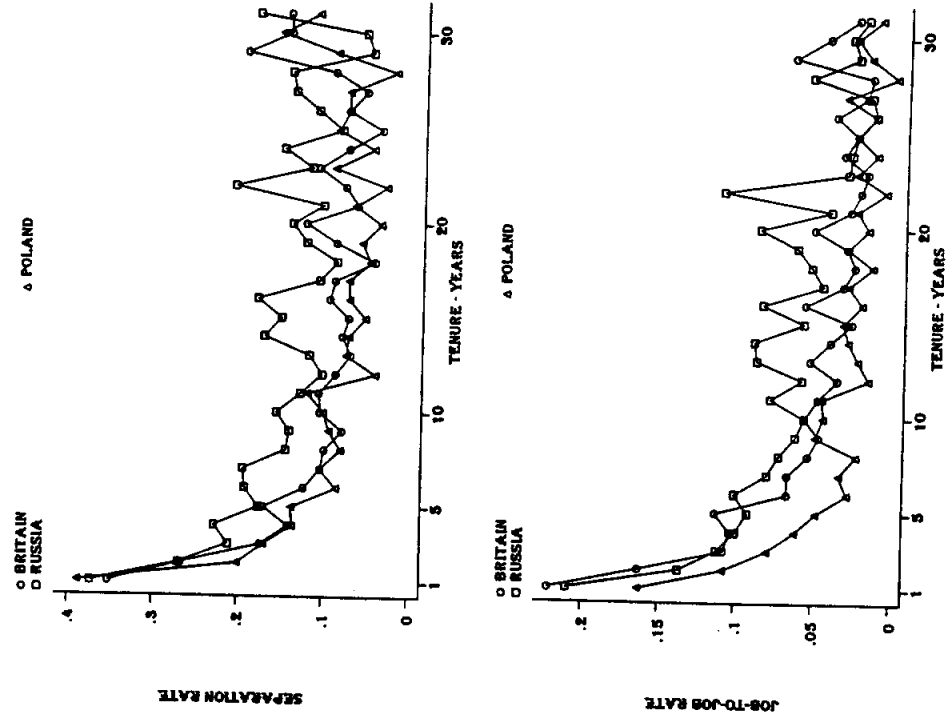 ○ BRITAIN
□ RUSSIA
△ POLAND
SEPARATION RATE
.4
.3
.2
.1
0
1
5
10
20
30
TENURE - YEARS
○ BRITAIN
□ RUSSIA
△ POLAND
JOB-TO-JOB RATE
.2
.15
.1
.05
0
1
5
10
20
30
TENURE - YEARS